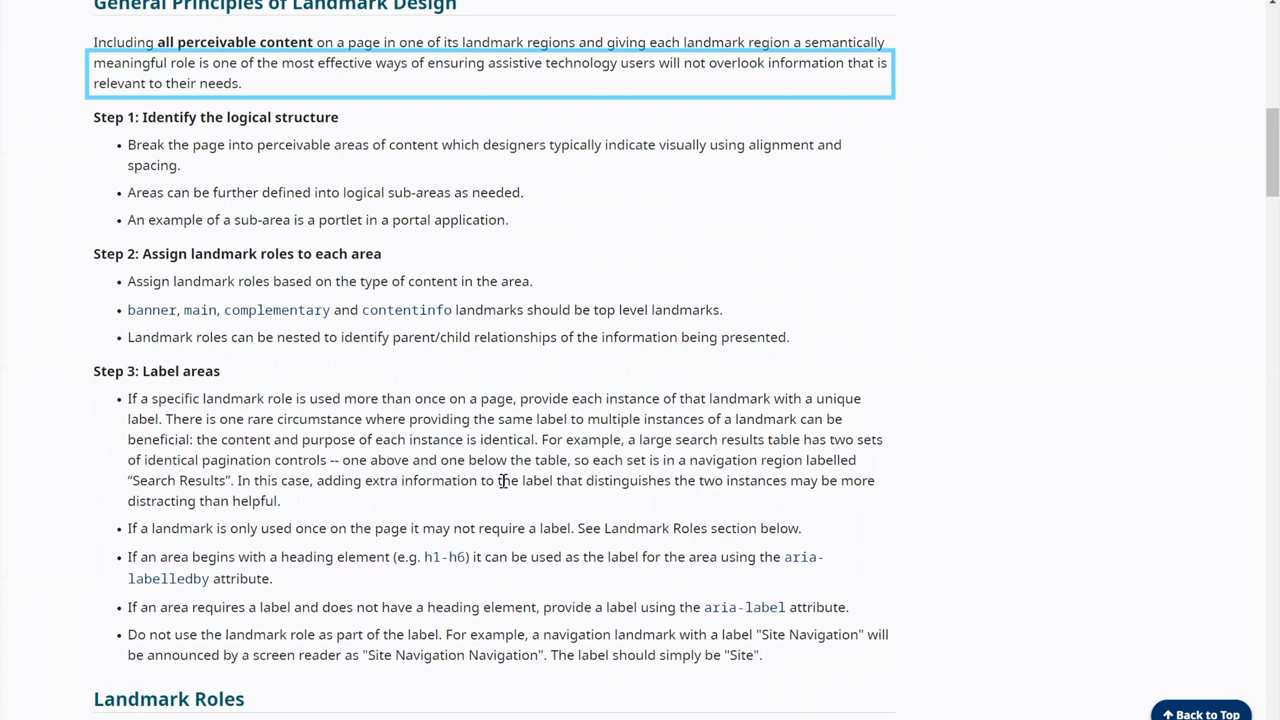 General Principles of Landmark Design
Including all perceivable content on a page in one of its landmark regions and giving each landmark region a semantically
meaningful role is one of the most effective ways of ensuring assistive technology users will not overlook information that is
relevant to their needs.
Step 1: Identify the logical structure
• Break the page into perceivable areas of content which designers typically indicate visually using alignment and
spacing.
• Areas can be further defined into logical sub-areas as needed.
• An example of a sub-area is a portlet in a portal application.
Step 2: Assign landmark roles to each area
• Assign landmark roles based on the type of content in the area.
• banner, main, complementary and contentinfo landmarks should be top level landmarks.
• Landmark roles can be nested to identify parent/child relationships of the information being presented.
Step 3: Label areas
• If a specific landmark role is used more than once on a page, provide each instance of that landmark with a unique
label. There is one rare circumstance where providing the same label to multiple instances of a landmark can be
beneficial: the content and purpose of each instance is identical. For example, a large search results table has two sets
of identical pagination controls -- one above and one below the table, so each set is in a navigation region labelled
“Search Results”. In this case, adding extra information to the label that distinguishes the two instances may be more
distracting than helpful.
• If a landmark is only used once on the page it may not require a label. See Landmark Roles section below.
• If an area begins with a heading element (e.g. h1-h6) it can be used as the label for the area using the aria-
labelledby attribute.
• If an area requires a label and does not have a heading element, provide a label using the aria-label attribute.
• Do not use the landmark role as part of the label. For example, a navigation landmark with a label "Site Navigation" will
be announced by a screen reader as "Site Navigation Navigation". The label should simply be "Site".
Landmark Roles
Back to Top